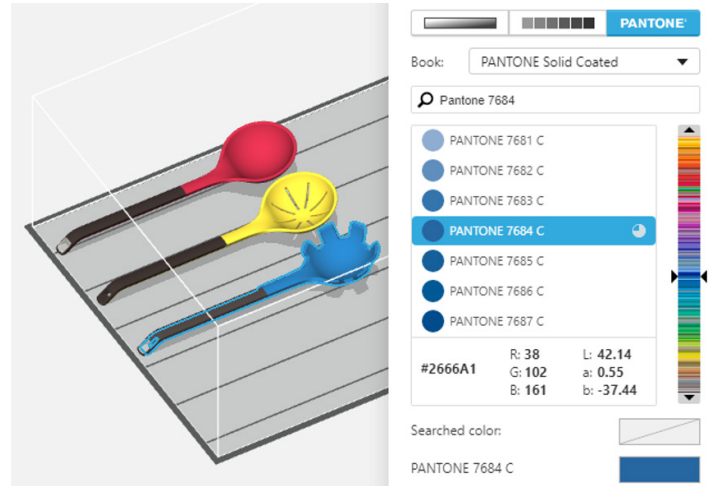 PANTONE®
Book: PANTONE Solid Coated
Pantone 7684
PANTONE 7681 C
PANTONE 7682 C
PANTONE 7683 C
PANTONE 7684 C
PANTONE 7685 C
PANTONE 7686 C
PANTONE 7687 C
#2666A1
R: 38 L: 42.14
G: 102 a: 0.55
B: 161 b: -37.44
Searched color:
PANTONE 7684 C